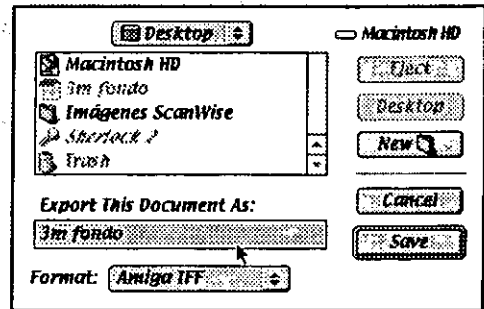 Desktop
Macintosh HD
Macintosh HD
3m fondo
Imágenes ScanWise
Sherlock 2
Trash
Eject
Desktop
New
Export This Document As:
3m fondo
Cancel
Save
Format: Amiga IFF